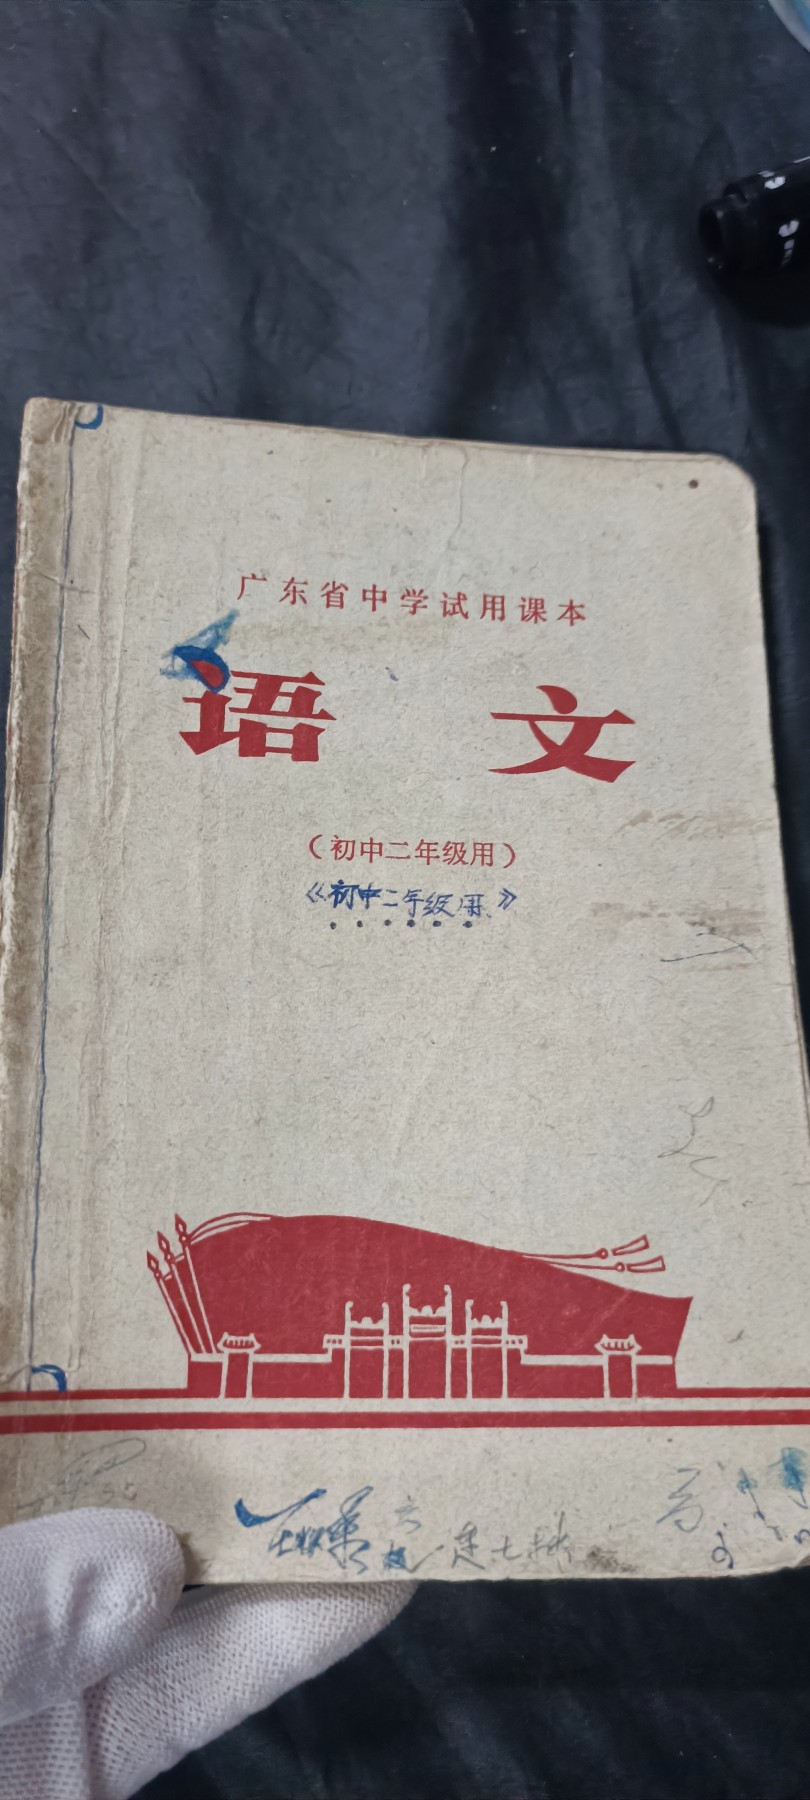 广东省中学试用课本
语 文
（初中二年级用）
《初中二年级用》